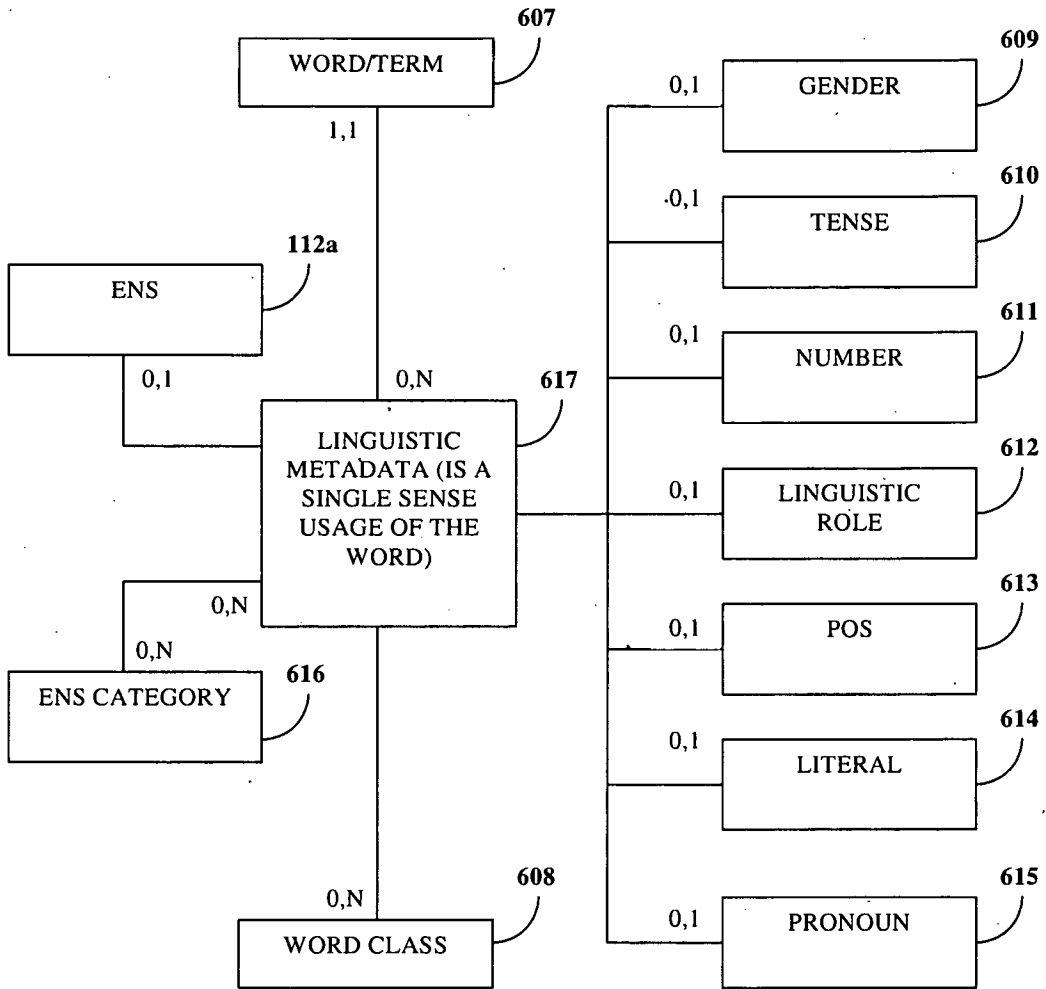 607
WORD/TERM
1,1
609
0,1
GENDER
610
0,1
TENSE
112a
ENS
0,1
611
0,1
NUMBER
0,N
617
LINGUISTIC
METADATA (IS A
SINGLE SENSE
USAGE OF THE
WORD)
612
0,1
LINGUISTIC
ROLE
0,N
0,N
613
0,1
POS
616
ENS CATEGORY
614
0,1
LITERAL
0,N
608
WORD CLASS
615
0,1
PRONOUN